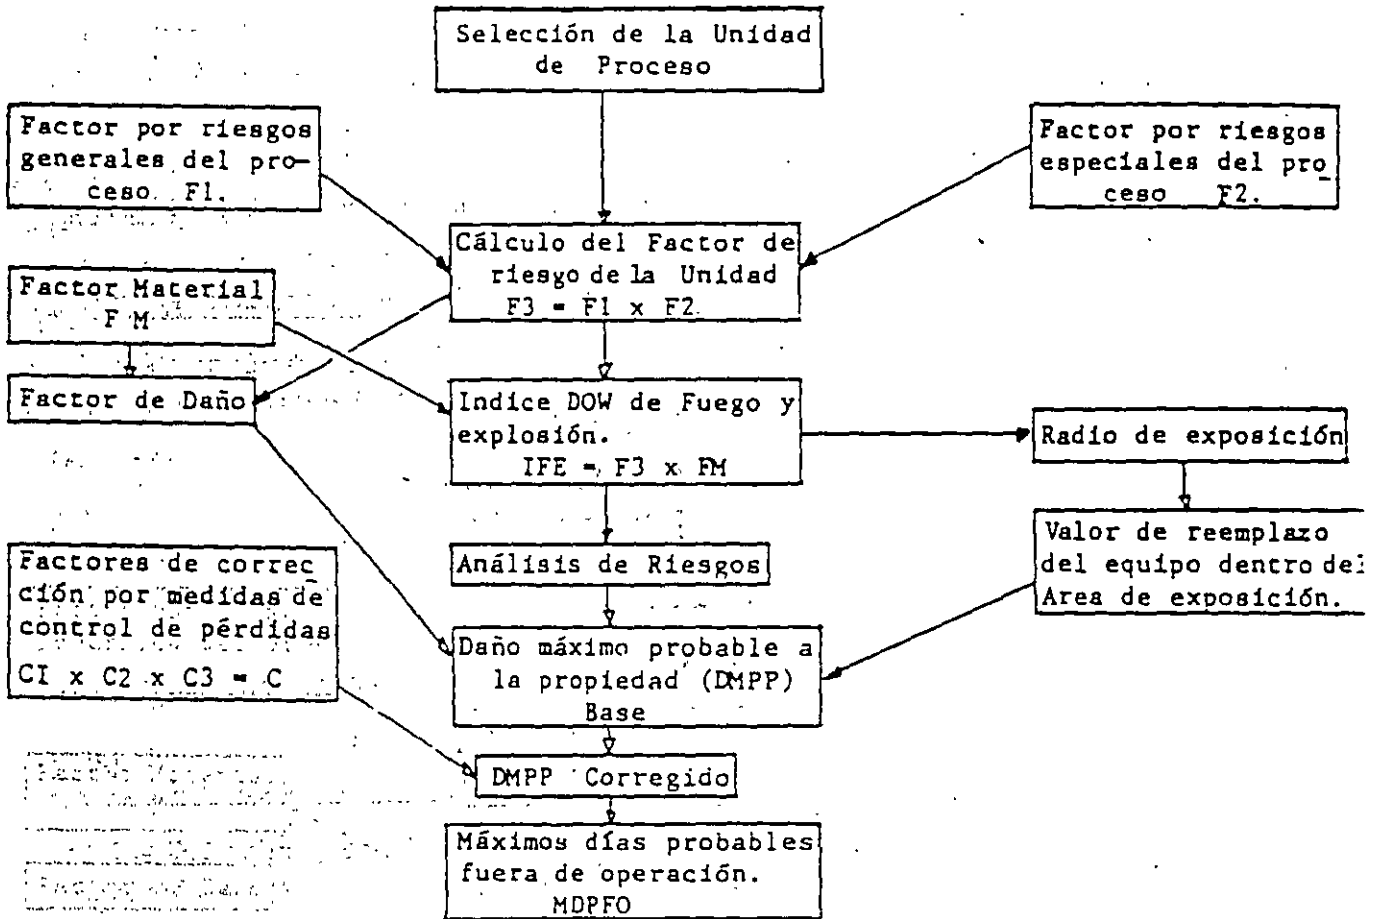 Selección de la Unidad
de Proceso
Factor por riesgos
generales del pro-
ceso F1.
Factor por riesgos
especiales del pro
ceso F2.
Cálculo del Factor de
riesgo de la Unidad
F3 = F1 x F2.
Factor Material
F M
Factor de Daño
Indice DOW de Fuego y
explosión.
IFE = F3 x FM
Radio de exposición
Análisis de Riesgos
Valor de reemplazo
del equipo dentro del
Area de exposición.
Factores de correc
ción por medidas de
control de pérdidas
CI x C2 x C3 = C
Daño máximo probable a
la propiedad (DMPP)
Base
DMPP Corregido
Máximos días probables
fuera de operación.
MDPFO